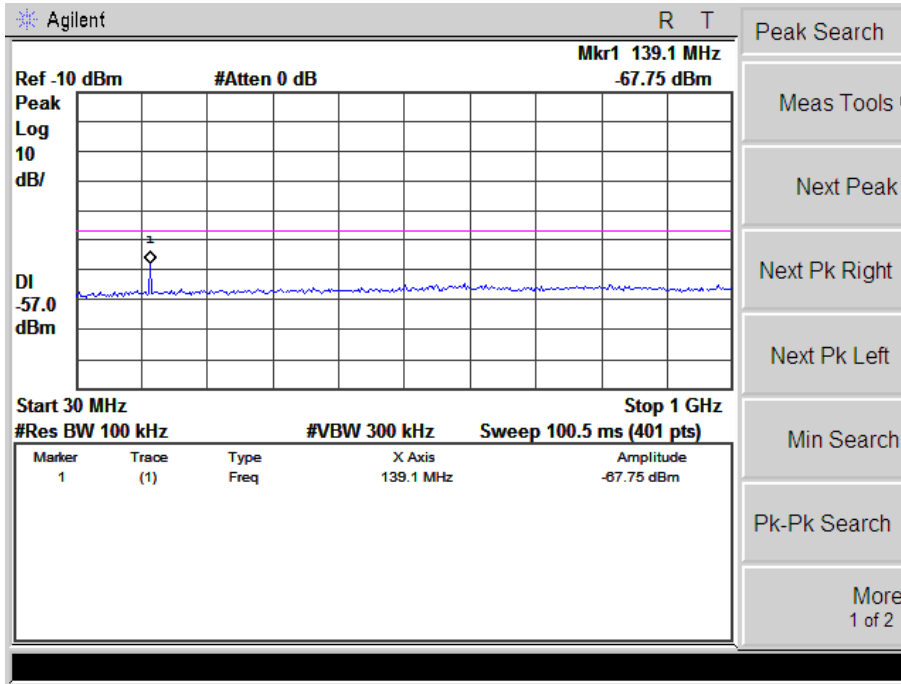 Agilent R T
Mkr1 139.1 MHz
Ref -10 dBm #Atten 0 dB -67.75 dBm
Peak
Log
10
dB/
1
DI
-57.0
dBm
Start 30 MHz Stop 1 GHz
#Res BW 100 kHz #VBW 300 kHz Sweep 100.5 ms (401 pts)
Marker Trace Type X Axis Amplitude
1 (1) Freq 139.1 MHz -67.75 dBm
Peak Search
Meas Tools
Next Peak
Next Pk Right
Next Pk Left
Min Search
Pk-Pk Search
More
1 of 2